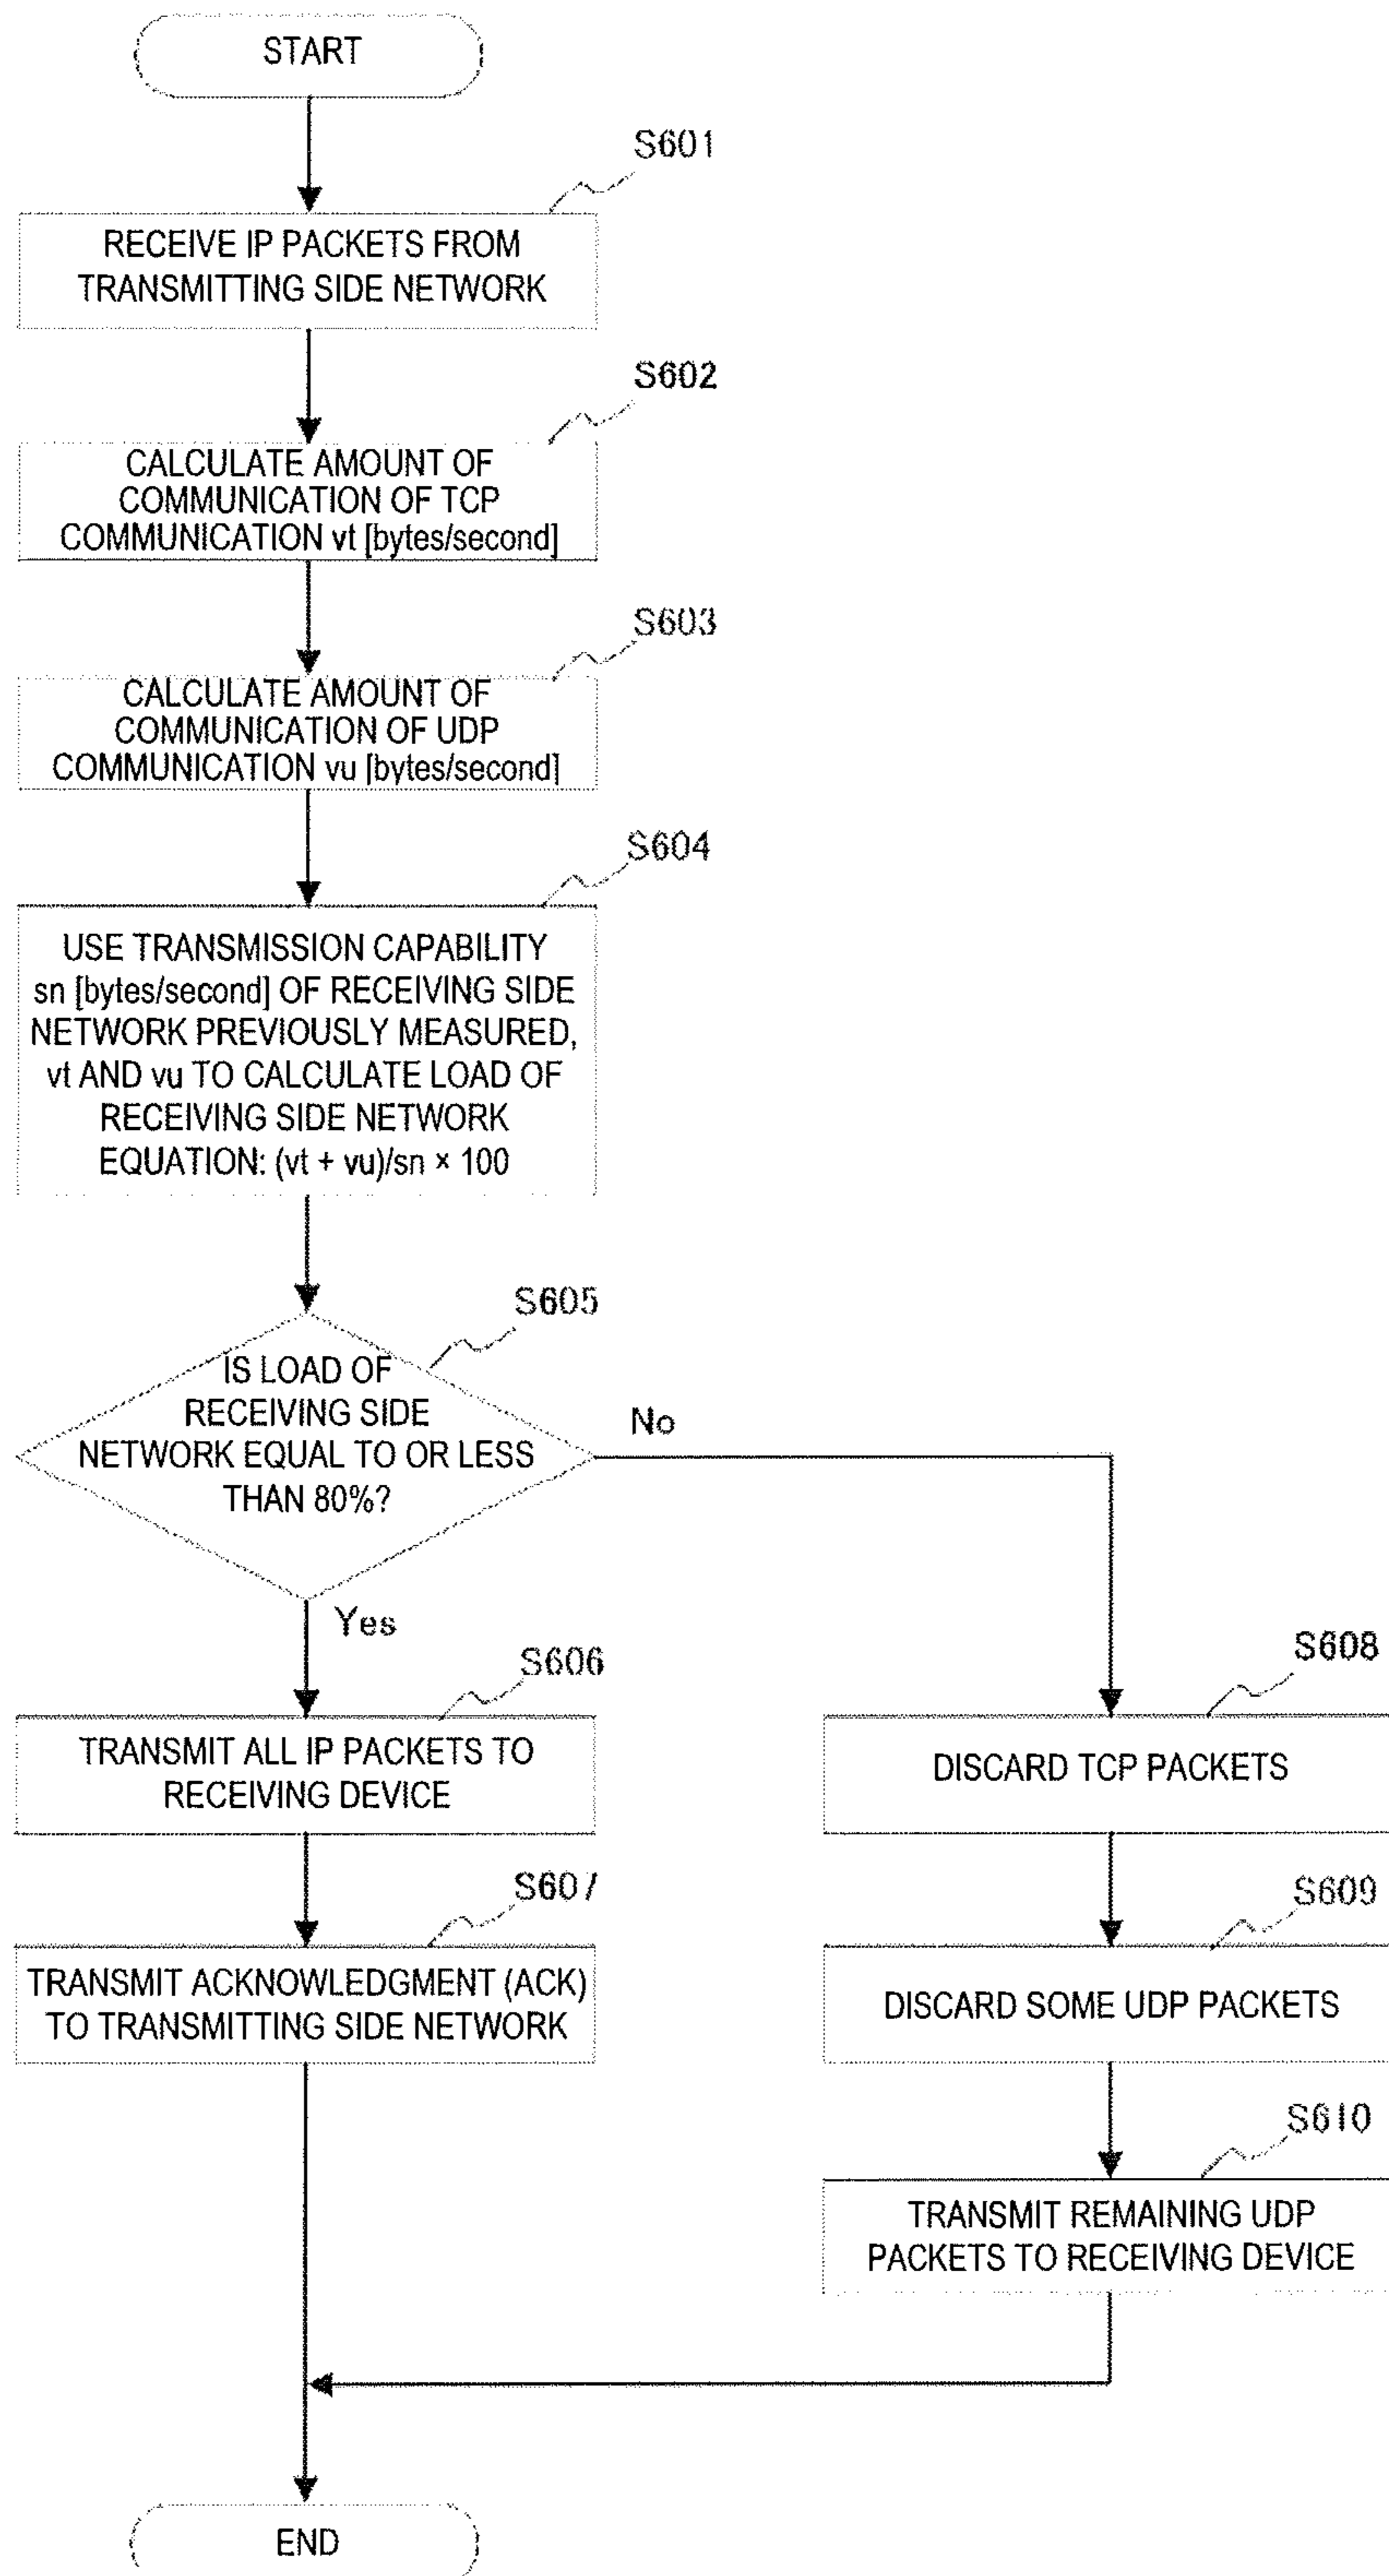 START
S601
RECEIVE IP PACKETS FROM
TRANSMITTING SIDE NETWORK
S602
CALCULATE AMOUNT OF
COMMUNICATION OF TCP
COMMUNICATION vt [bytes/second]
S603
CALCULATE AMOUNT OF
COMMUNICATION OF UDP
COMMUNICATION vu [bytes/second]
S604
USE TRANSMISSION CAPABILITY
sn [bytes/second] OF RECEIVING SIDE
NETWORK PREVIOUSLY MEASURED,
vt AND vu TO CALCULATE LOAD OF
RECEIVING SIDE NETWORK
EQUATION: (vt + vu)/sn × 100
S605
IS LOAD OF
RECEIVING SIDE
NETWORK EQUAL TO OR LESS
THAN 80%?
No
Yes
S606
TRANSMIT ALL IP PACKETS TO
RECEIVING DEVICE
S607
TRANSMIT ACKNOWLEDGMENT (ACK)
TO TRANSMITTING SIDE NETWORK
S608
DISCARD TCP PACKETS
S609
DISCARD SOME UDP PACKETS
S610
TRANSMIT REMAINING UDP
PACKETS TO RECEIVING DEVICE
END